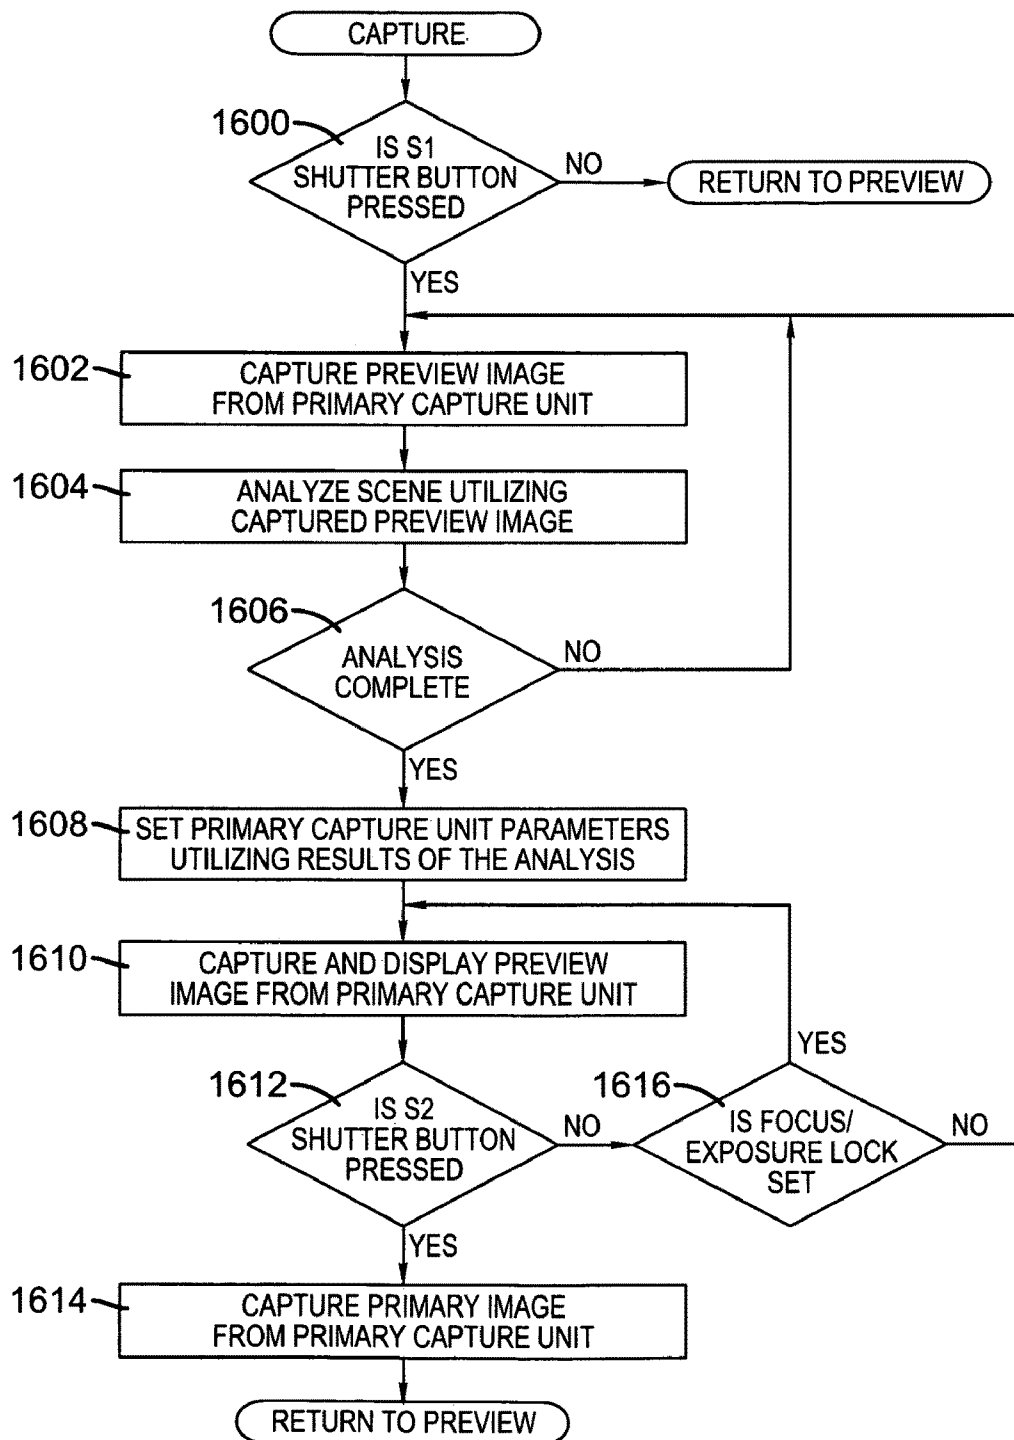 CAPTURE
1600
IS S1
SHUTTER BUTTON
PRESSED
NO
RETURN TO PREVIEW
YES
1602
CAPTURE PREVIEW IMAGE
FROM PRIMARY CAPTURE UNIT
1604
ANALYZE SCENE UTILIZING
CAPTURED PREVIEW IMAGE
1606
ANALYSIS
COMPLETE
NO
YES
1608
SET PRIMARY CAPTURE UNIT PARAMETERS
UTILIZING RESULTS OF THE ANALYSIS
1610
CAPTURE AND DISPLAY PREVIEW
IMAGE FROM PRIMARY CAPTURE UNIT
YES
1612
IS S2
SHUTTER BUTTON
PRESSED
NO
1616
IS FOCUS/
EXPOSURE LOCK
SET
NO
YES
1614
CAPTURE PRIMARY IMAGE
FROM PRIMARY CAPTURE UNIT
RETURN TO PREVIEW